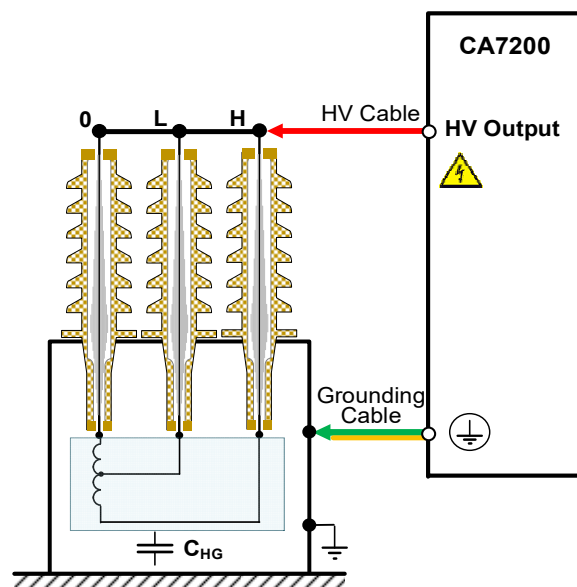 CA7200
HV Cable
HV Output
0 L H
Grounding
Cable
CHG